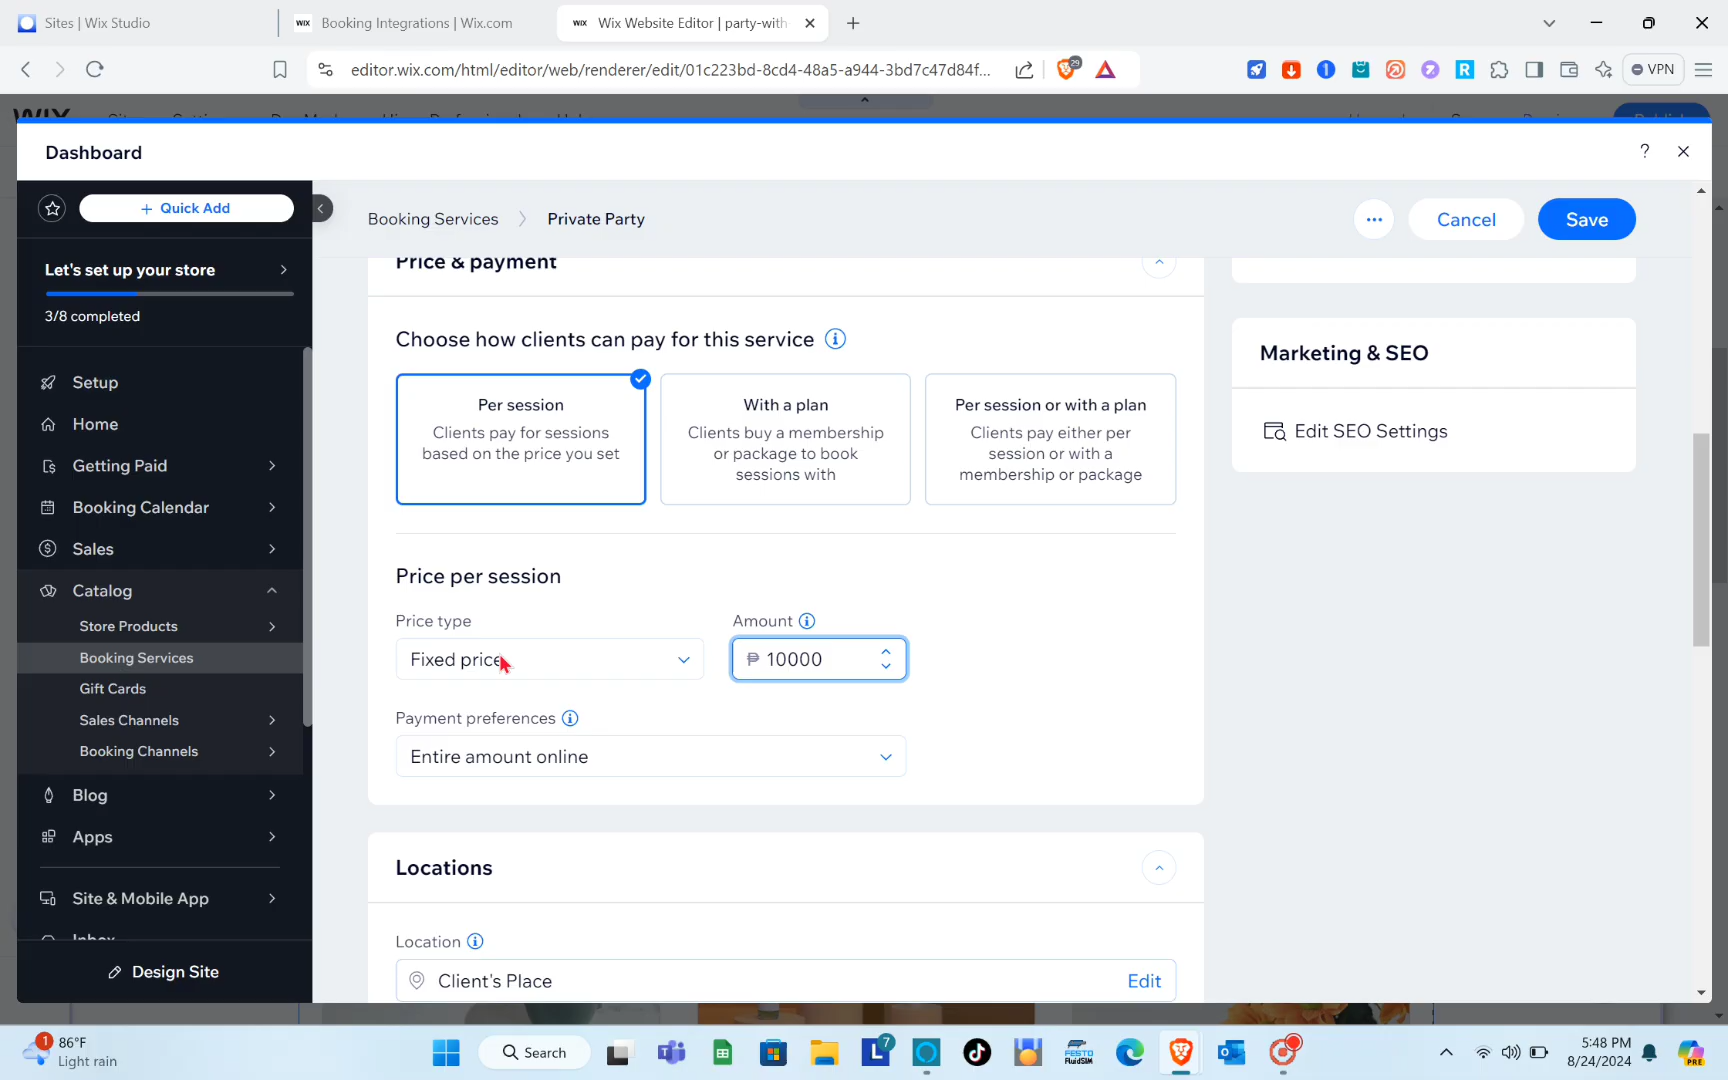 Sites | Wix Studio
WIX Booking Integrations | Wix.com
WIX Wix Website Editor | party-with
editor.wix.com/html/editor/web/renderer/edit/01c223bd-8cd4-48a5-a944-3bd7c47d84f...
29
VPN
Dashboard
?
+ Quick Add
Booking Services
Private Party
Cancel
Save
Let's set up your store
3/8 completed
Setup
Home
Getting Paid
Booking Calendar
Sales
Catalog
Store Products
Booking Services
Gift Cards
Sales Channels
Booking Channels
Blog
Apps
Site & Mobile App
Inbox
Design Site
Price & payment
Choose how clients can pay for this service
Per session
Clients pay for sessions
based on the price you set
With a plan
Clients buy a membership
or package to book
sessions with
Per session or with a plan
Clients pay either per
session or with a
membership or package
Price per session
Price type
Amount
Fixed price
₱ 10000
Payment preferences
Entire amount online
Locations
Location
Client's Place
Edit
Marketing & SEO
Edit SEO Settings
1
86°F
Light rain
Search
7
FESTO
FluidSIM
5:48 PM
8/24/2024
PRE